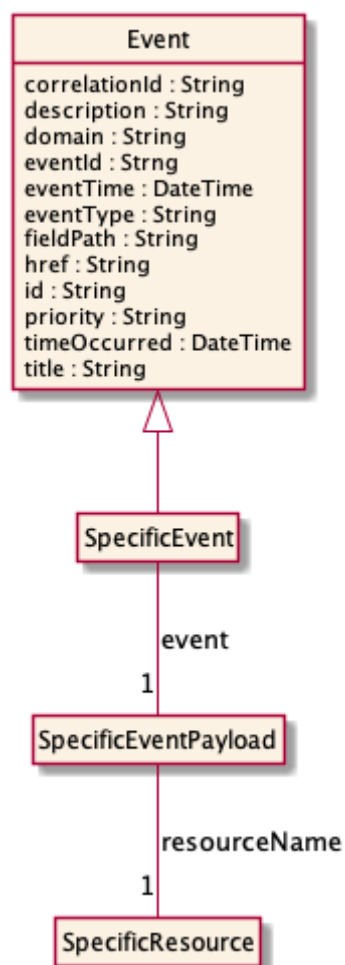 Event
correlationId : String
description : String
domain : String
eventId : Strng
eventTime : DateTime
eventType : String
fieldPath : String
href : String
id : String
priority : String
timeOccurred : DateTime
title : String
SpecificEvent
event
1
SpecificEventPayload
resourceName
1
SpecificResource